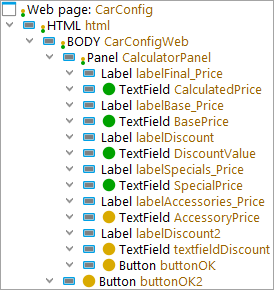 Web page: CarConfig
HTML html
BODY CarConfigWeb
Panel CalculatorPanel
Label labelFinal_Price
TextField CalculatedPrice
Label labelBase_Price
TextField BasePrice
Label labelDiscount
TextField DiscountValue
Label labelSpecials_Price
TextField SpecialPrice
Label labelAccessories_Price
TextField AccessoryPrice
Label labelDiscount2
TextField textfieldDiscount
Button buttonOK
Button buttonOK2